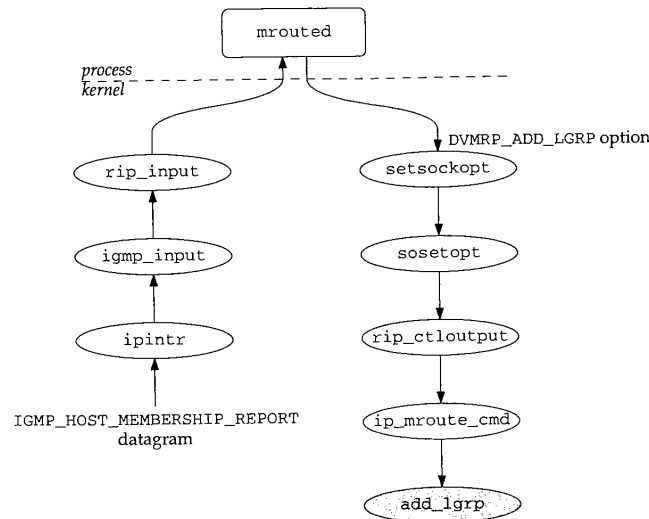 mrouted
process
kernel
DVMRP_ADD_LGRP option
rip_input
setsockopt
igmp_input
sosetopt
ipintr
rip_ctloutput
IGMP_HOST_MEMBERSHIP_REPORT
datagram
ip_mroute_cmd
add_lgrp